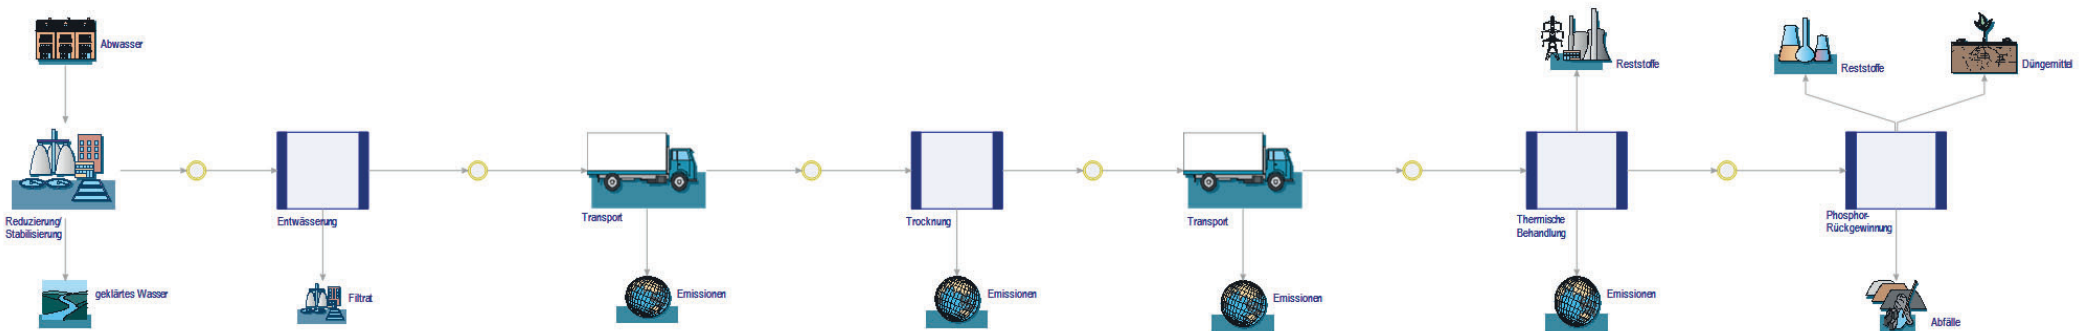 Abwasser
Reststoffe
Reststoffe
Düngemittel
Reduzierung/
Stabilisierung
Entwässerung
Transport
Trocknung
Transport
Thermische
Behandlung
Phosphor-
Rückgewinnung
geklärtes Wasser
Filtrat
Emissionen
Emissionen
Emissionen
Emissionen
Abfälle